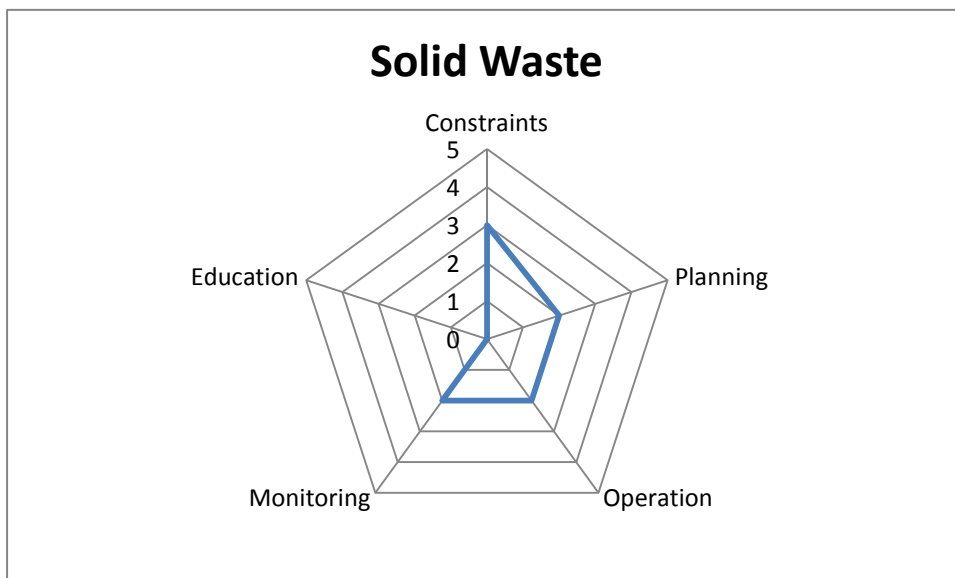 Solid Waste
Constraints
5
4
3
2
1
0
Education
Planning
Monitoring
Operation